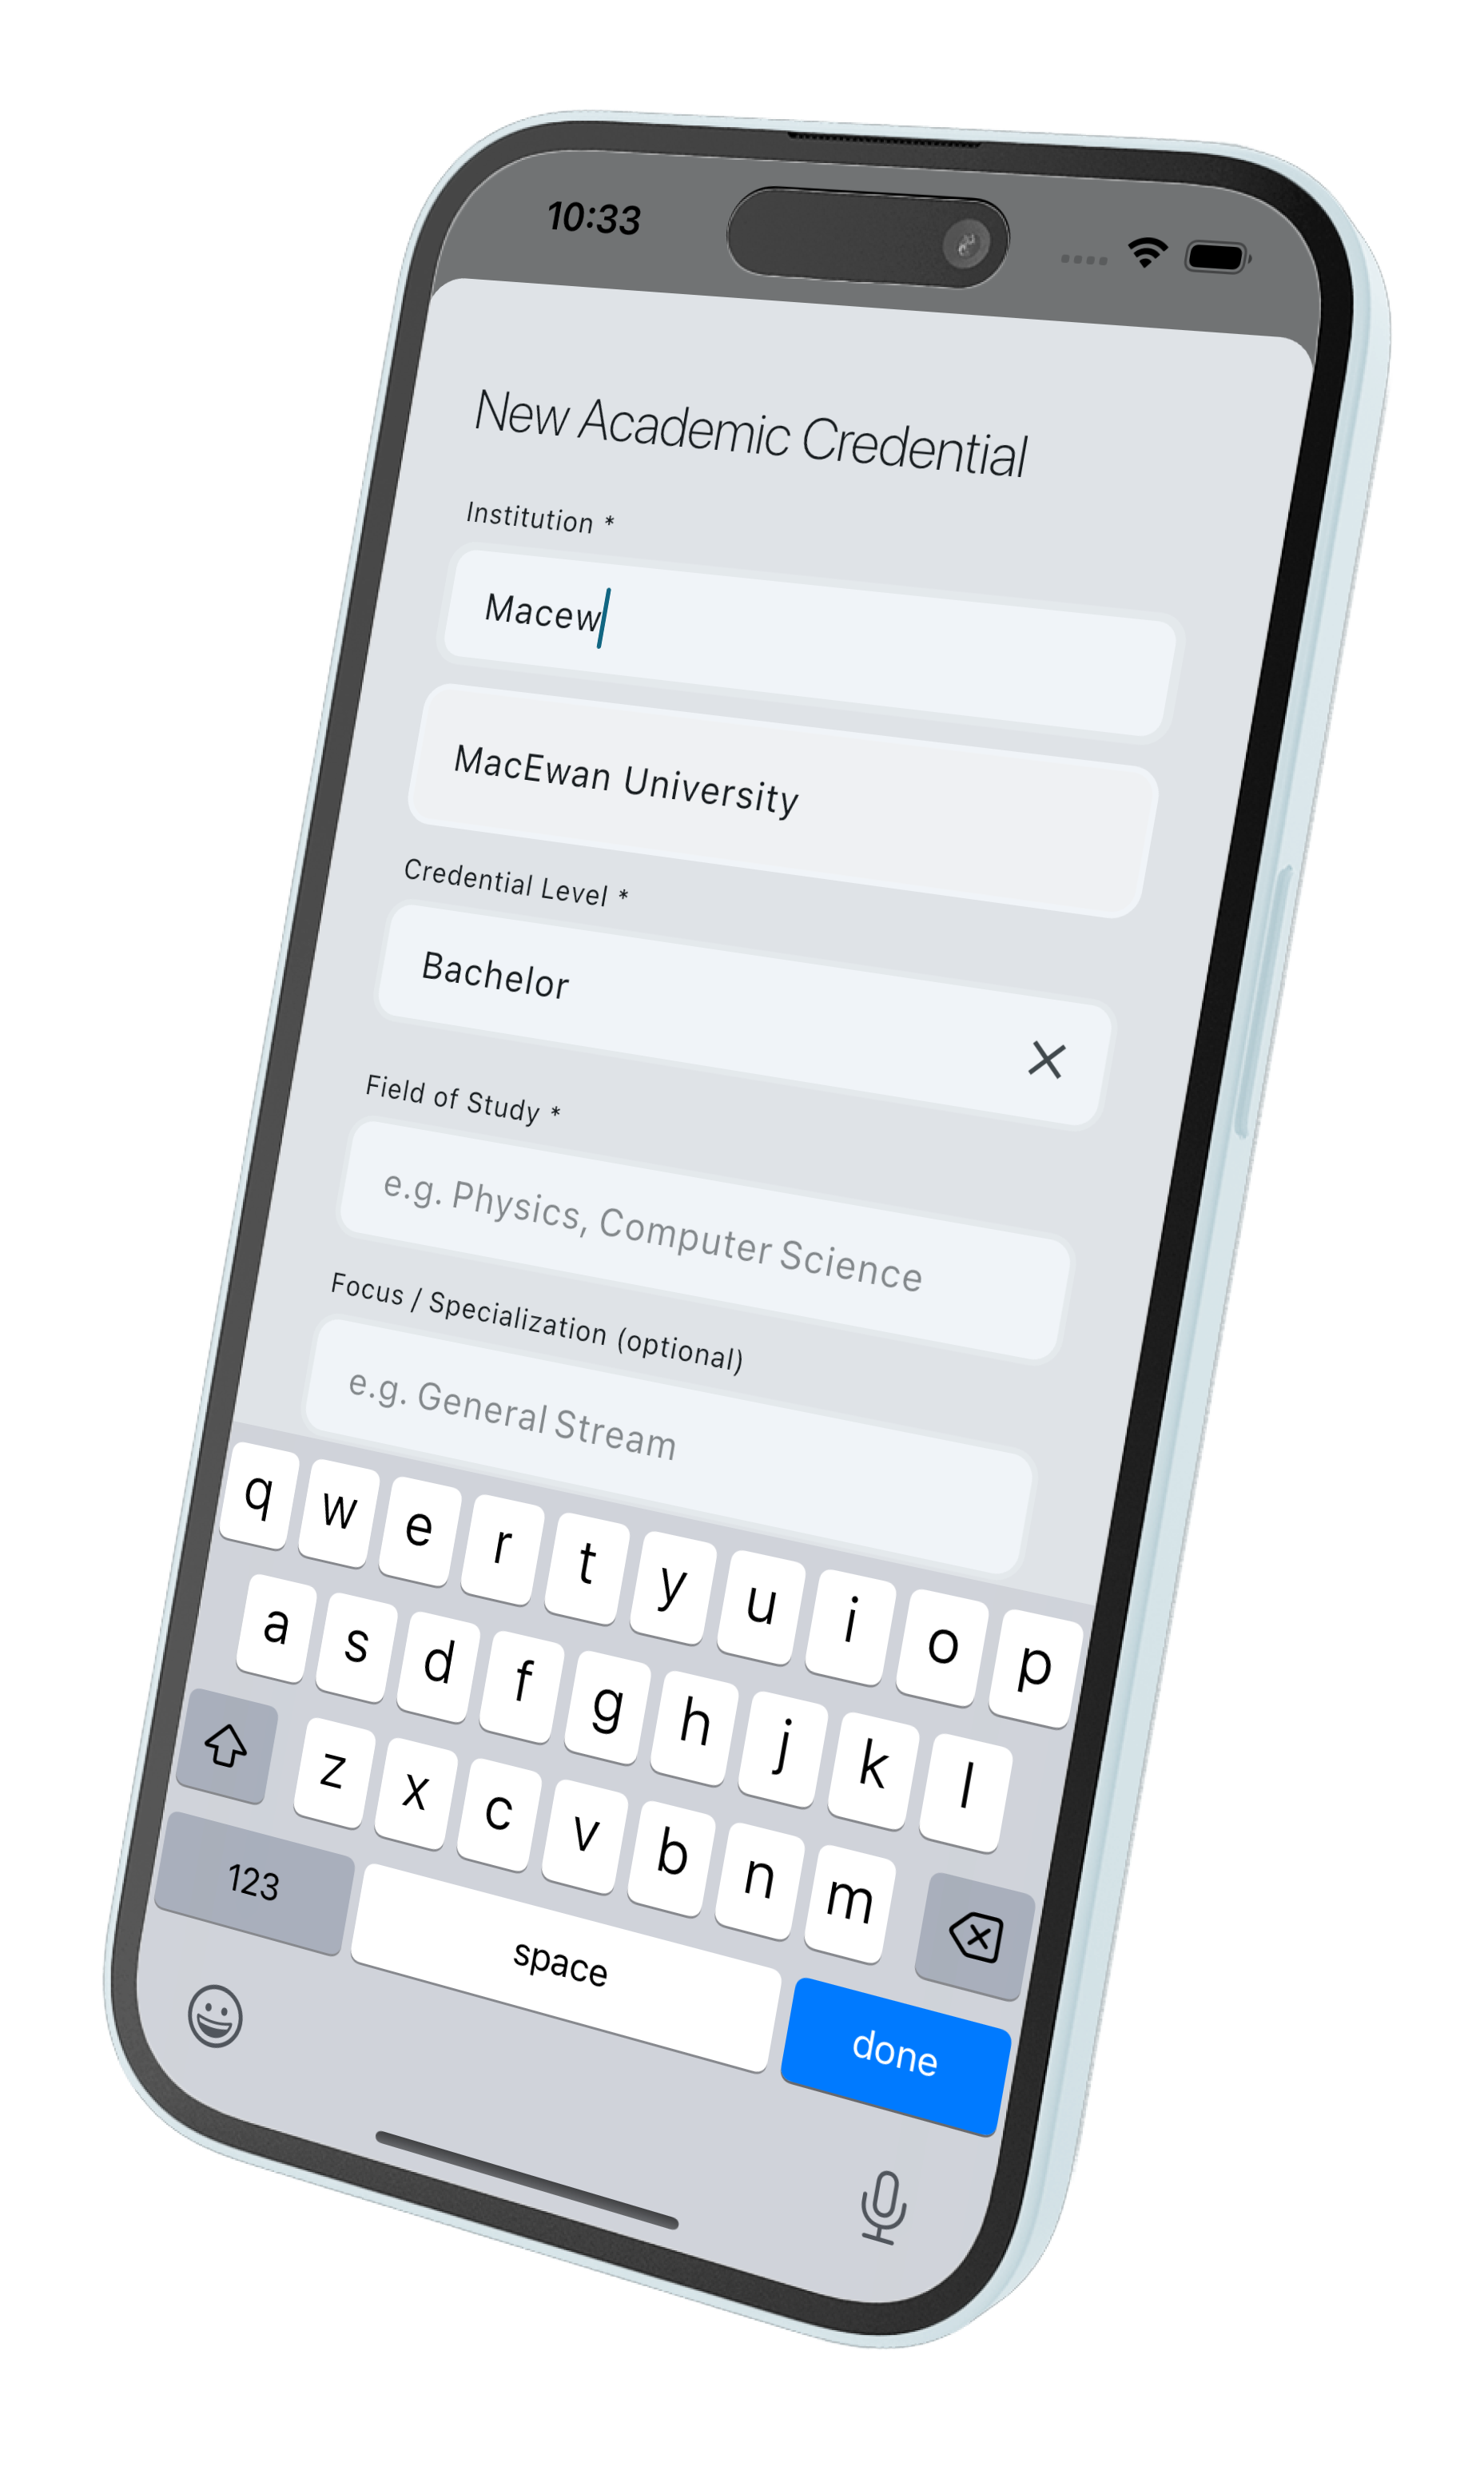 10:33
New Academic Credential
Institution *
Macew
MacEwan University
Credential Level *
Bachelor
Field of Study *
e.g. Physics, Computer Science
Focus / Specialization (optional)
e.g. General Stream
q w e r t y u i o p
a s d f g h j k l
z x c v b n m
123 space done